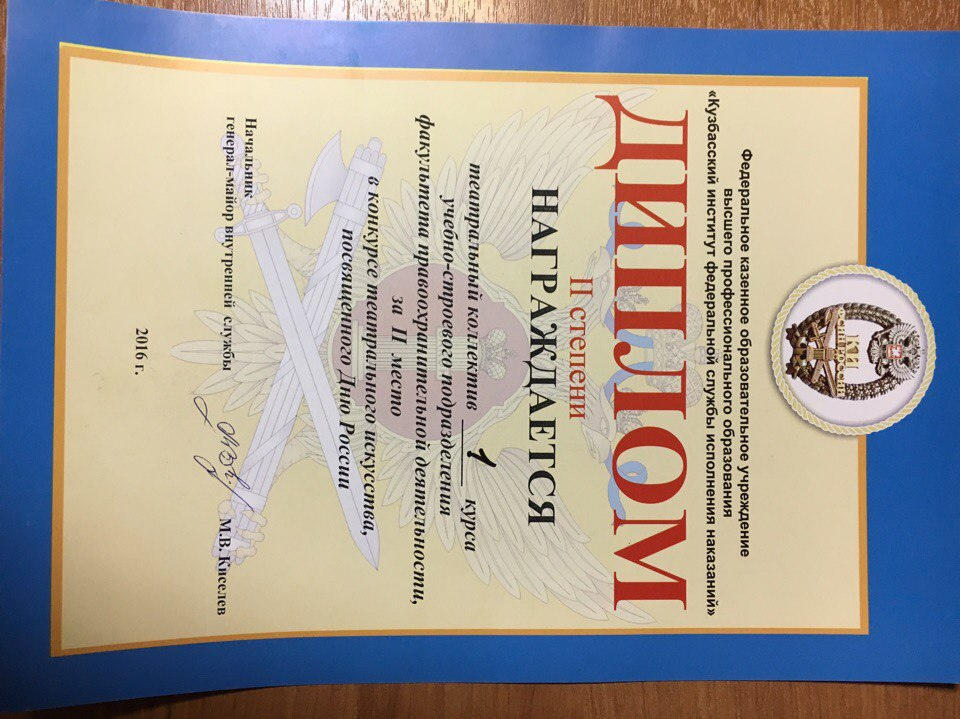 Федеральное казенное образовательное учреждение
высшего профессионального образования
«Кузбасский институт федеральной службы исполнения наказаний»
ДИПЛОМ
II степени
НАГРАЖДАЕТСЯ
театральный коллектив 1 курса
учебно-строевого подразделения
факультета правоохранительной деятельности,
за II место
в конкурсе театрального искусства,
посвященного Дню России
Начальник
генерал-майор внутренней службы М.В. Киселев
2016 г.